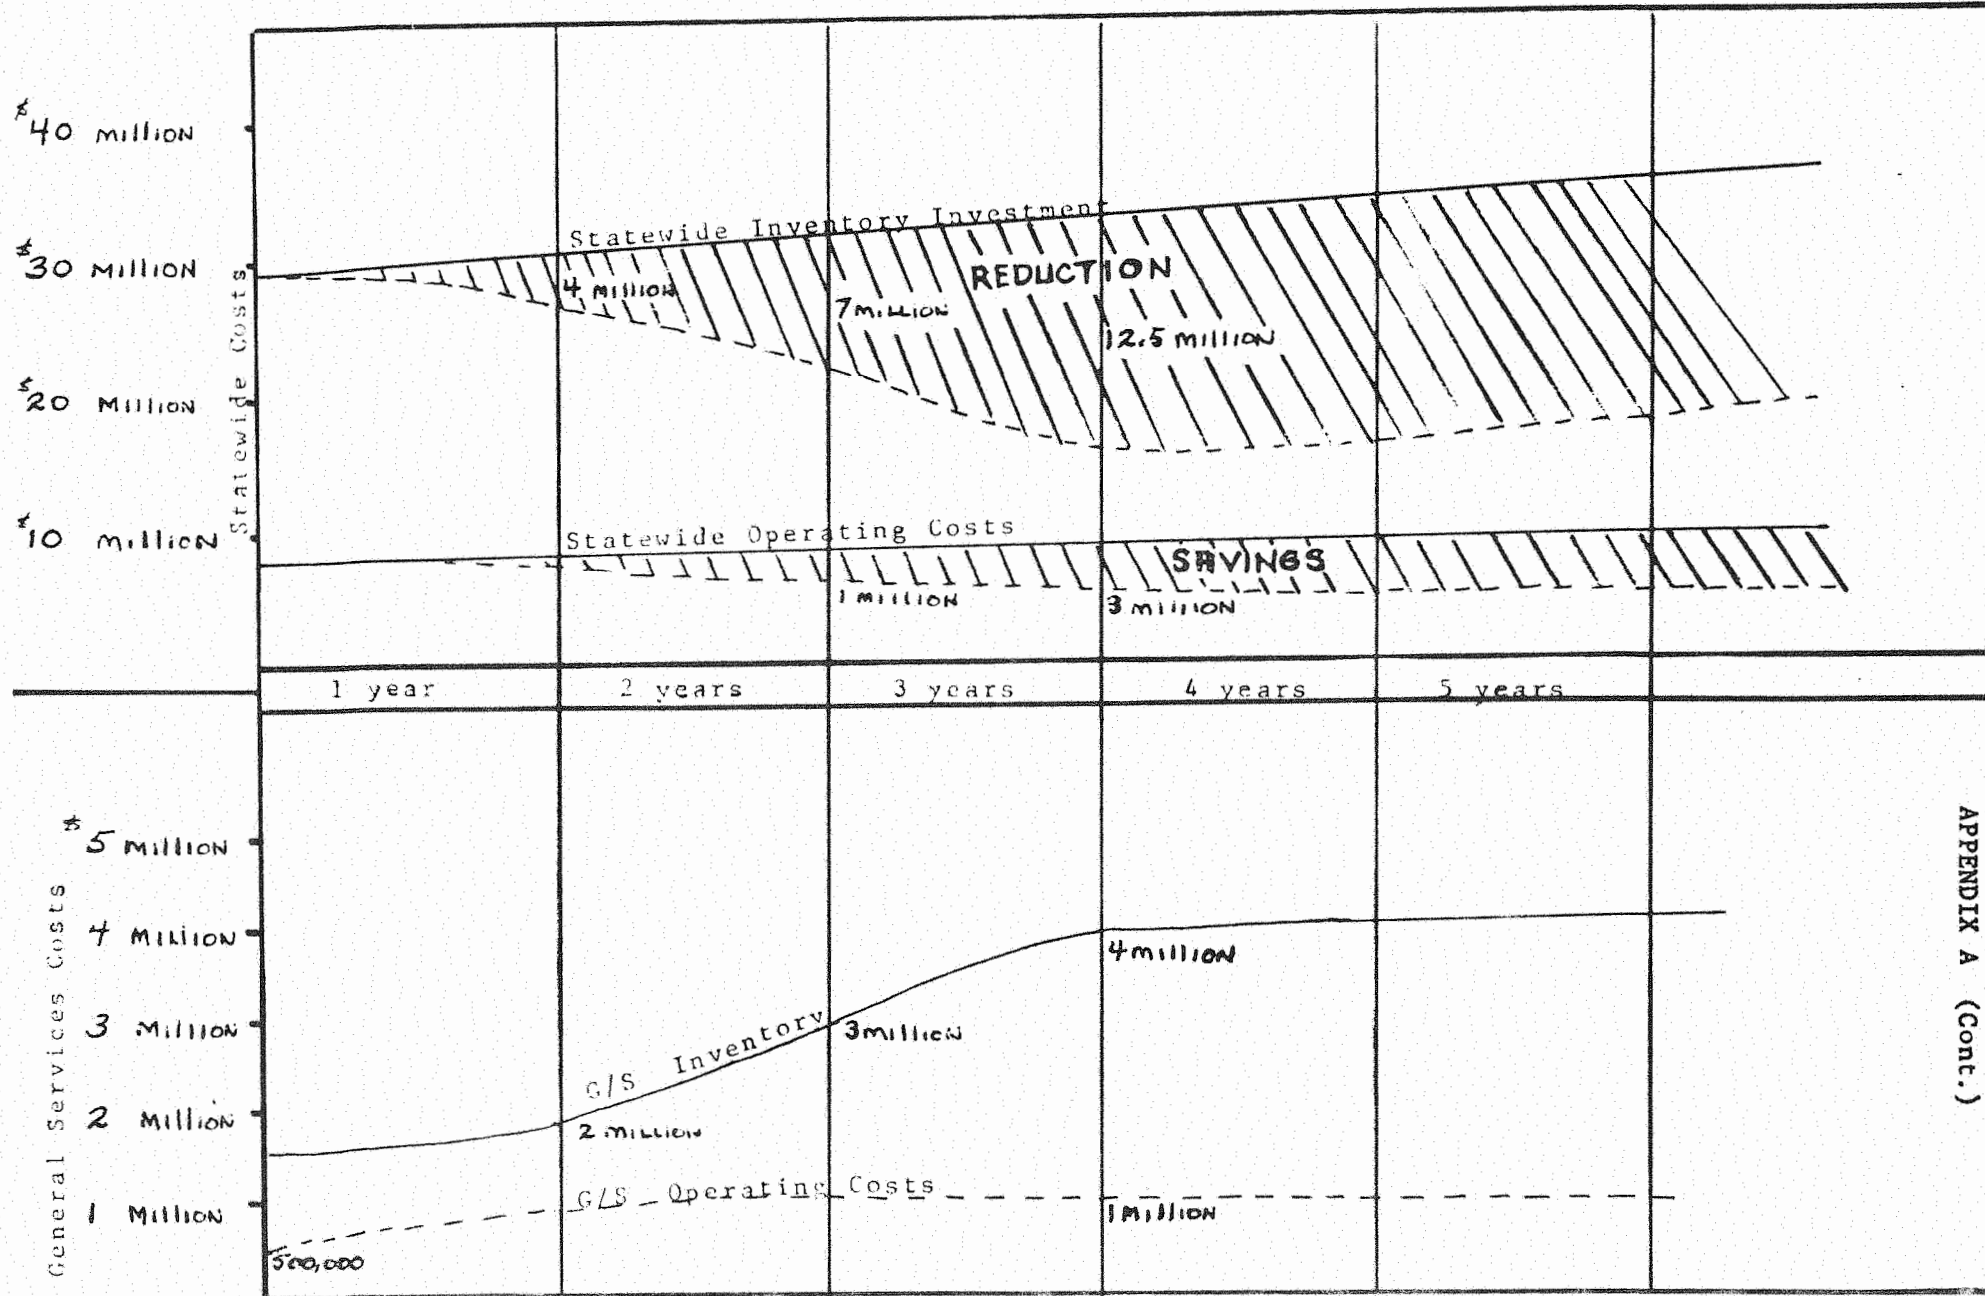 $40 Million
$30 Million
$20 Million
$10 Million
Statewide Costs
Statewide Inventory Investment
4 Million
7 Million
REDUCTION
12.5 Million
Statewide Operating Costs
SAVINGS
1 Million
3 Million
1 year
2 years
3 years
4 years
5 years
General Services Costs
$5 Million
4 Million
3 Million
2 Million
1 Million
G/S Inventory
2 Million
3 Million
4 Million
G/S Operating Costs
1 Million
500,000
APPENDIX A (Cont.)